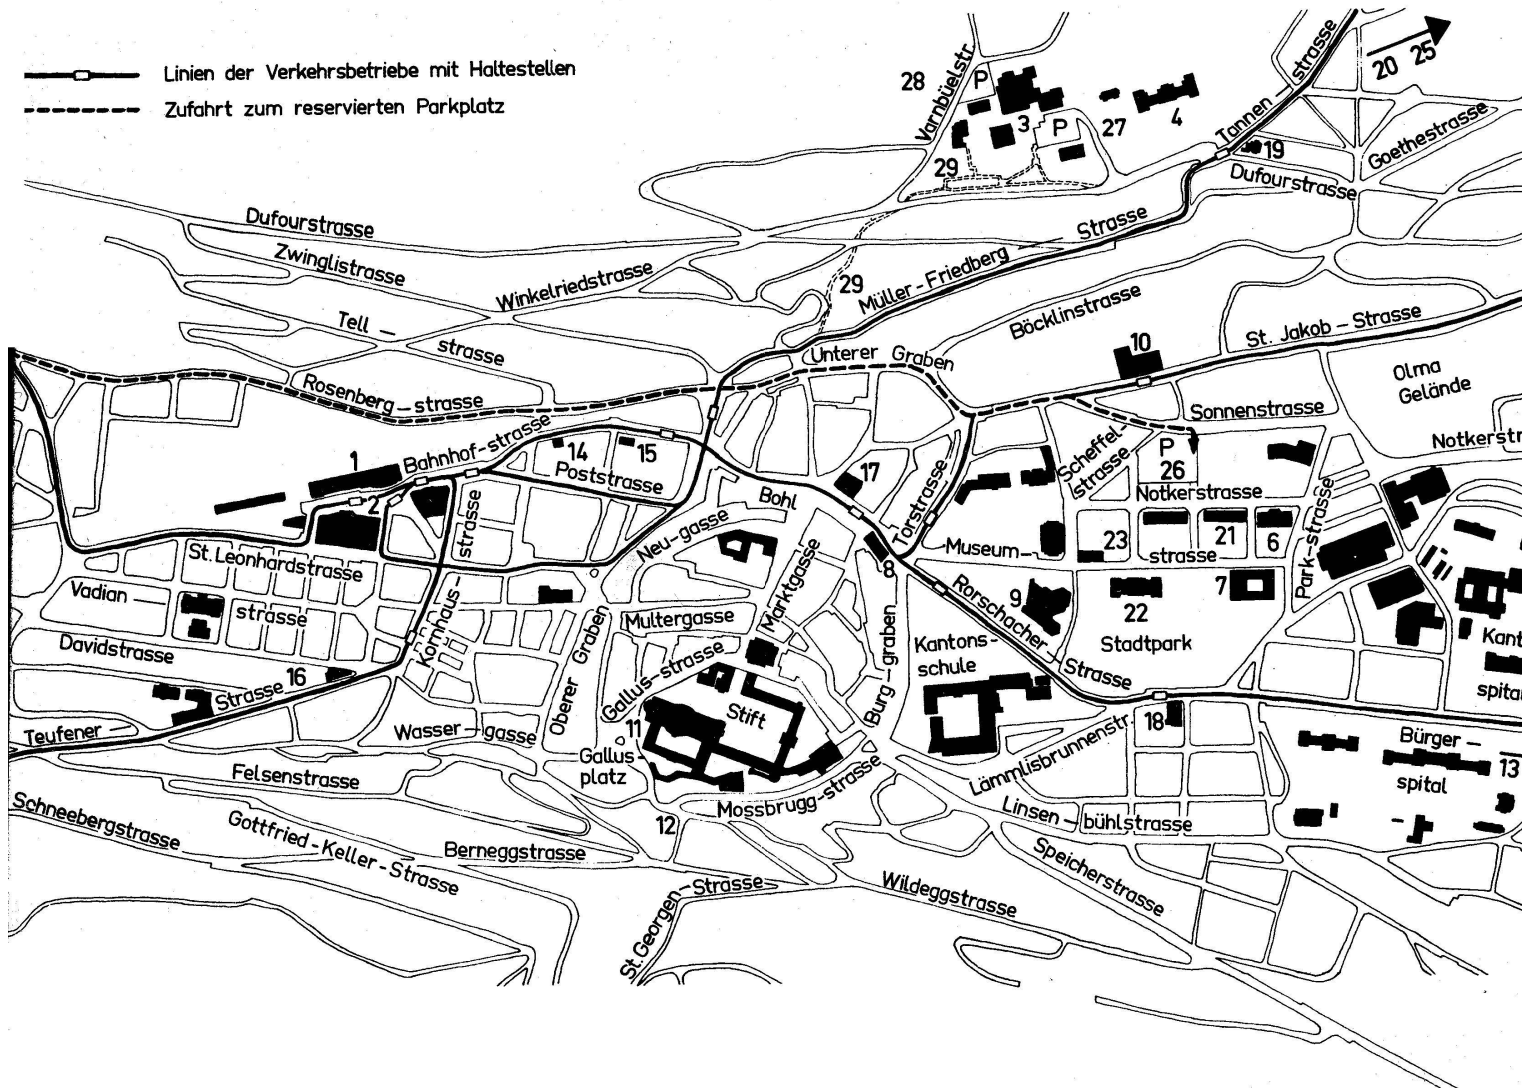 Linien der Verkehrsbetriebe mit Haltestellen
Zufahrt zum reservierten Parkplatz
20 25
28
Varnbüelstr.
P
3
P
27
4
Tannen- strasse
19
Goethestrasse
29
Dufourstrasse
Dufourstrasse
Zwinglistrasse
Winkelriedstrasse
29
Müller-Friedberg Strasse
Böcklinstrasse
Tell - strasse
Unterer Graben
10
St. Jakob-Strasse
Olma
Gelände
Rosenberg-strasse
Sonnenstrasse
Notkerstr
Bahnhof-strasse
1
2
14
15
Poststrasse
17
Bohl
Scheffel-
strasse
P
26
Notkerstrasse
Torstrasse
Neu-gasse
Museum- strasse
23
21
6
Park-strasse
St. Leonhardstrasse
Kornhaus- strasse
8
7
9
22
Stadtpark
Vadian - strasse
Multergasse
Marktgasse
Rorschacher-Strasse
Kantons-
schule
Kant
spital
Davidstrasse
Oberer Graben
Gallus-strasse
Burg-graben
16
Teufener - Strasse
Wasser-gasse
11
Stift
Gallus-
platz
18
Lämmlisbrunnenstr.
Bürger -
spital
13
Felsenstrasse
Mossbrugg-strasse
Linsen-bühlstrasse
12
Schneebergstrasse
Gottfried-Keller-Strasse
Berneggstrasse
Speicherstrasse
St.Georgen-Strasse
Wildeggstrasse